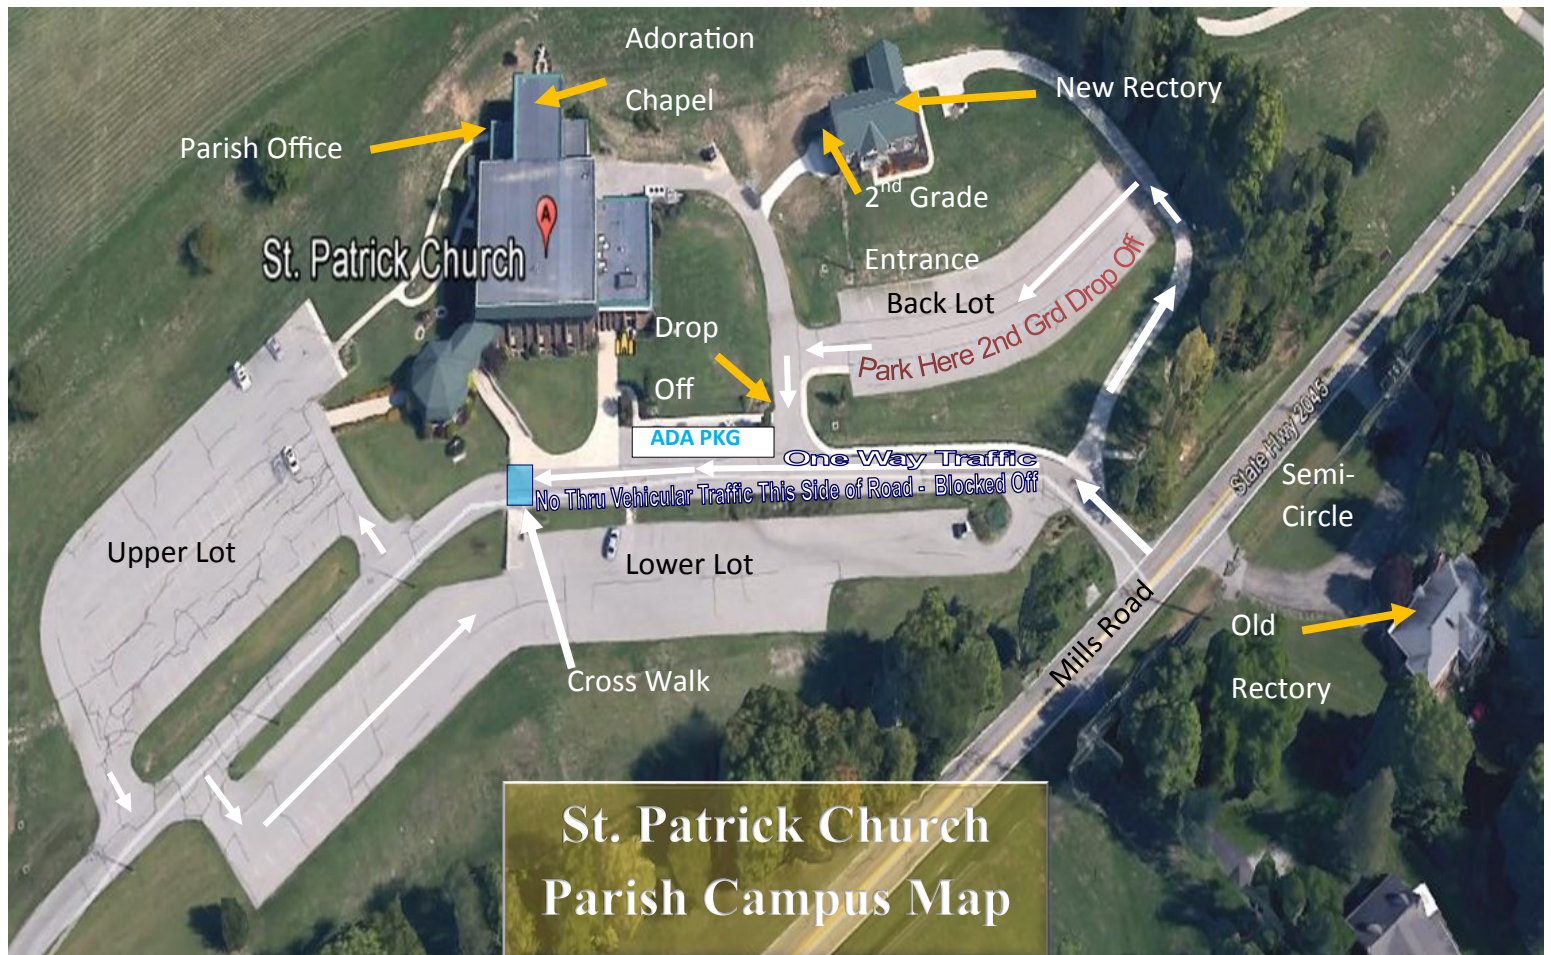 Adoration
Chapel
New Rectory
Parish Office
2nd Grade
Entrance
A
St. Patrick Church
Back Lot
Park Here 2nd Grd Drop Off
Drop
Off
ADA PKG
One Way Traffic
No Thru Vehicular Traffic This Side of Road - Blocked Off
State Hwy 2045
Semi-
Circle
Upper Lot
Lower Lot
Mills Road
Old
Rectory
Cross Walk
St. Patrick Church
Parish Campus Map